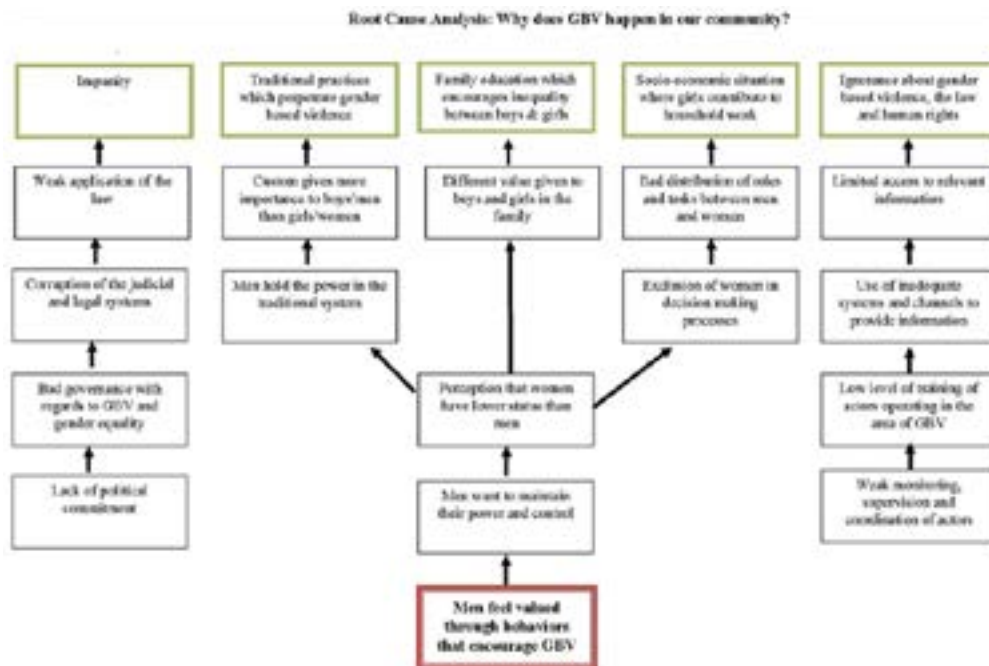 Root Cause Analysis: Why does GBV happen in our community?
Impunity
Traditional practices
which perpetuate gender
based violence
Family education which
encourages inequality
between boys & girls
Socio-economic situation
where girls contribute to
household work
Ignorance about gender
based violence, the law
and human rights
Weak application of the
law
Custom gives more
importance to boys/men
than girls/women
Different value given to
boys and girls in the
family
Bad distribution of roles
and tasks between men
and women
Limited access to relevant
information
Corruption of the judicial
and legal systems
Men hold the power in the
traditional system
Exclusion of women in
decision making
processes
Use of inadequate
systems and channels to
provide information
Bad governance with
regards to GBV and
gender equality
Perception that women
have lower status than
men
Low level of training of
actors operating in the
area of GBV
Lack of political
commitment
Men want to maintain
their power and control
Weak monitoring,
supervision and
coordination of actors
Men feel valued
through behaviors
that encourage GBV